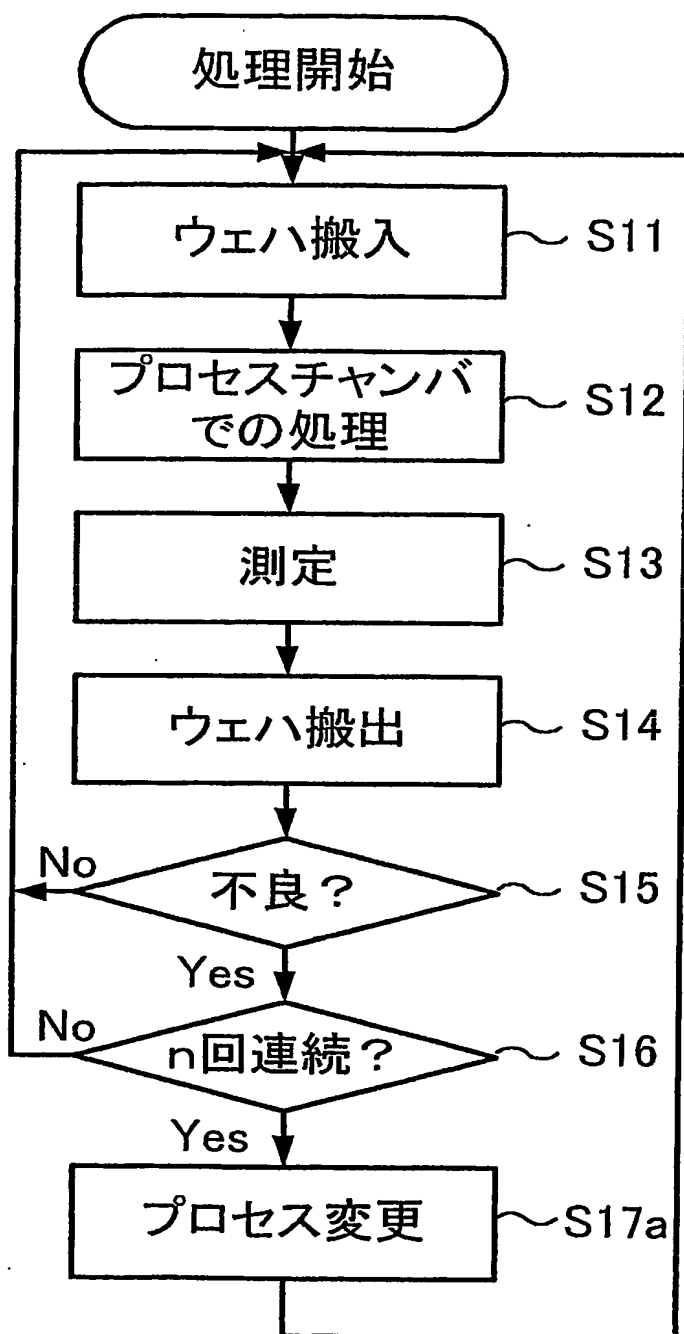 処理開始
ウェハ搬入
S11
プロセスチャンバ
での処理
S12
測定
S13
ウェハ搬出
S14
No
不良?
S15
Yes
No
n回連続?
S16
Yes
プロセス変更
S17a